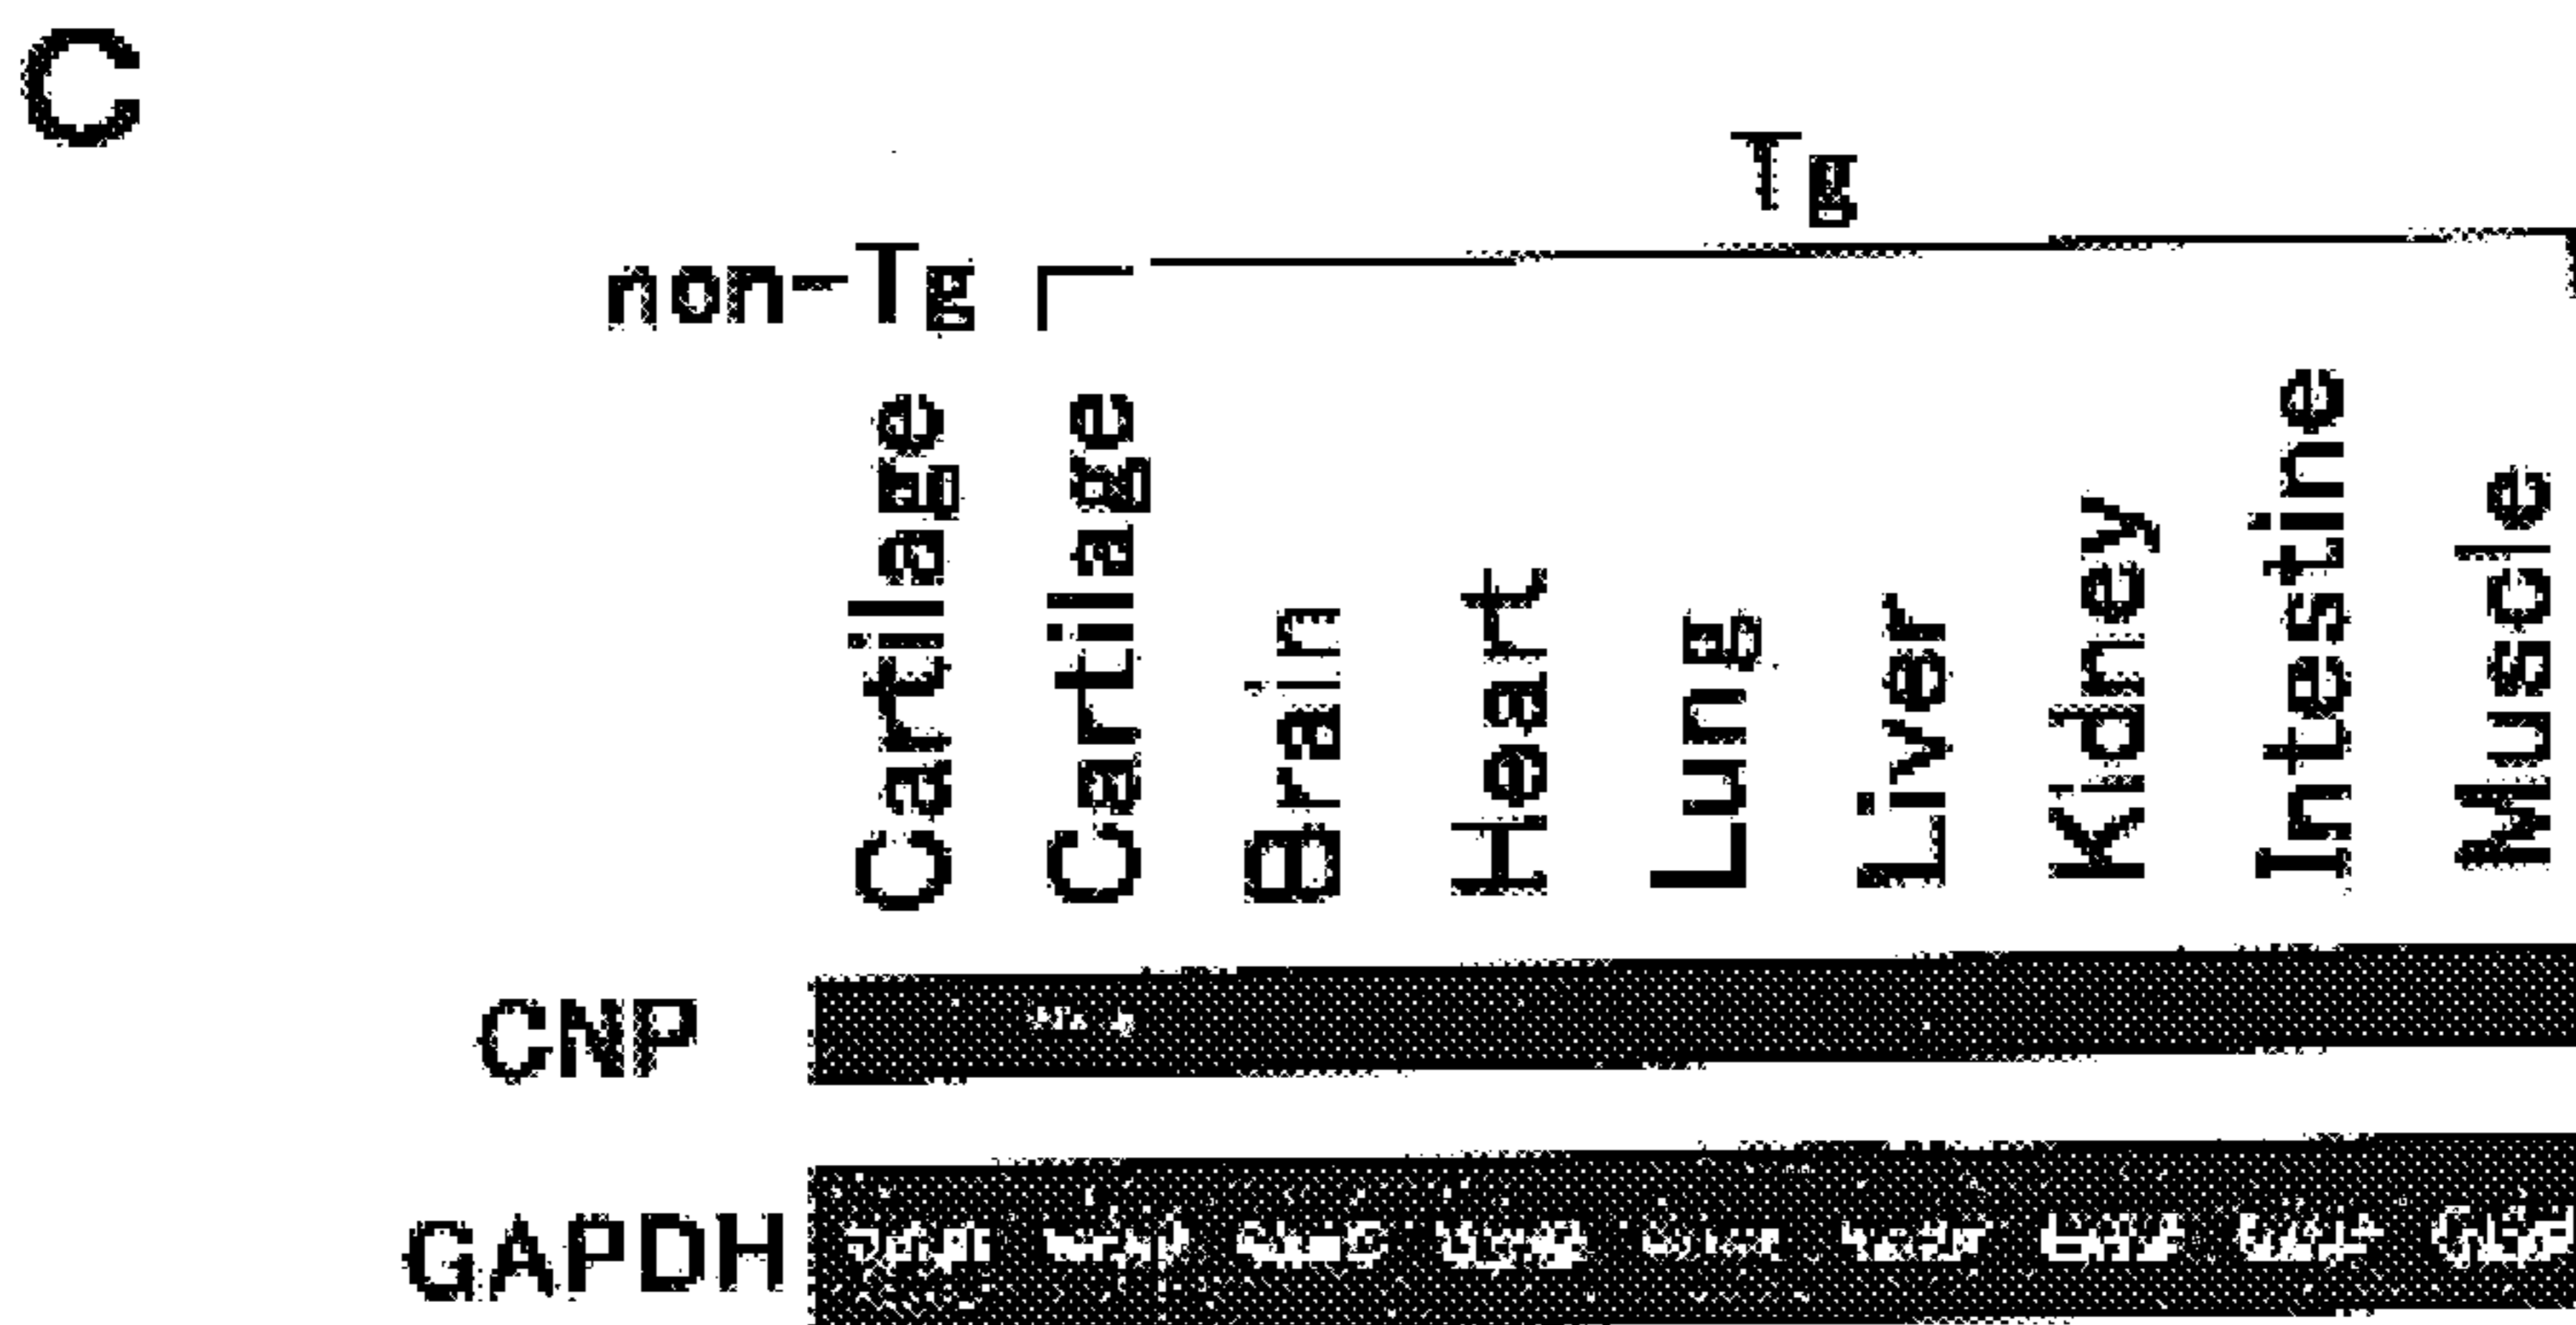 C
Tg
non-Tg
Cartilage Cartilage Brain Heart Lung Liver Kidney Intestine Muscle
CNP
GAPDH